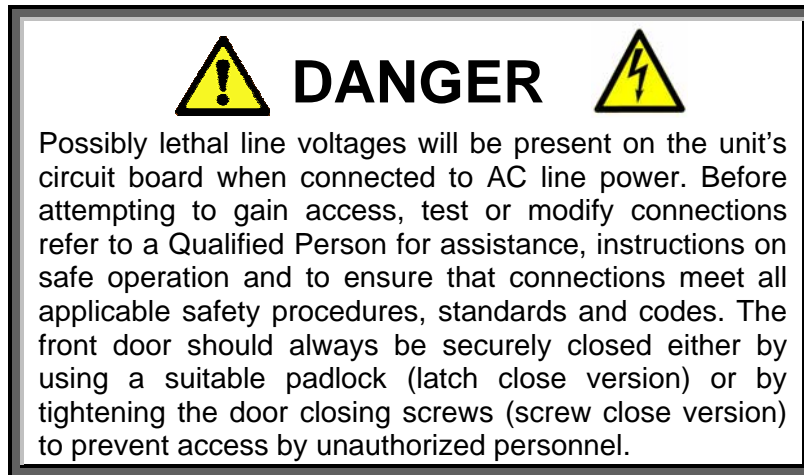 DANGER
Possibly lethal line voltages will be present on the unit's
circuit board when connected to AC line power. Before
attempting to gain access, test or modify connections
refer to a Qualified Person for assistance, instructions on
safe operation and to ensure that connections meet all
applicable safety procedures, standards and codes. The
front door should always be securely closed either by
using a suitable padlock (latch close version) or by
tightening the door closing screws (screw close version)
to prevent access by unauthorized personnel.